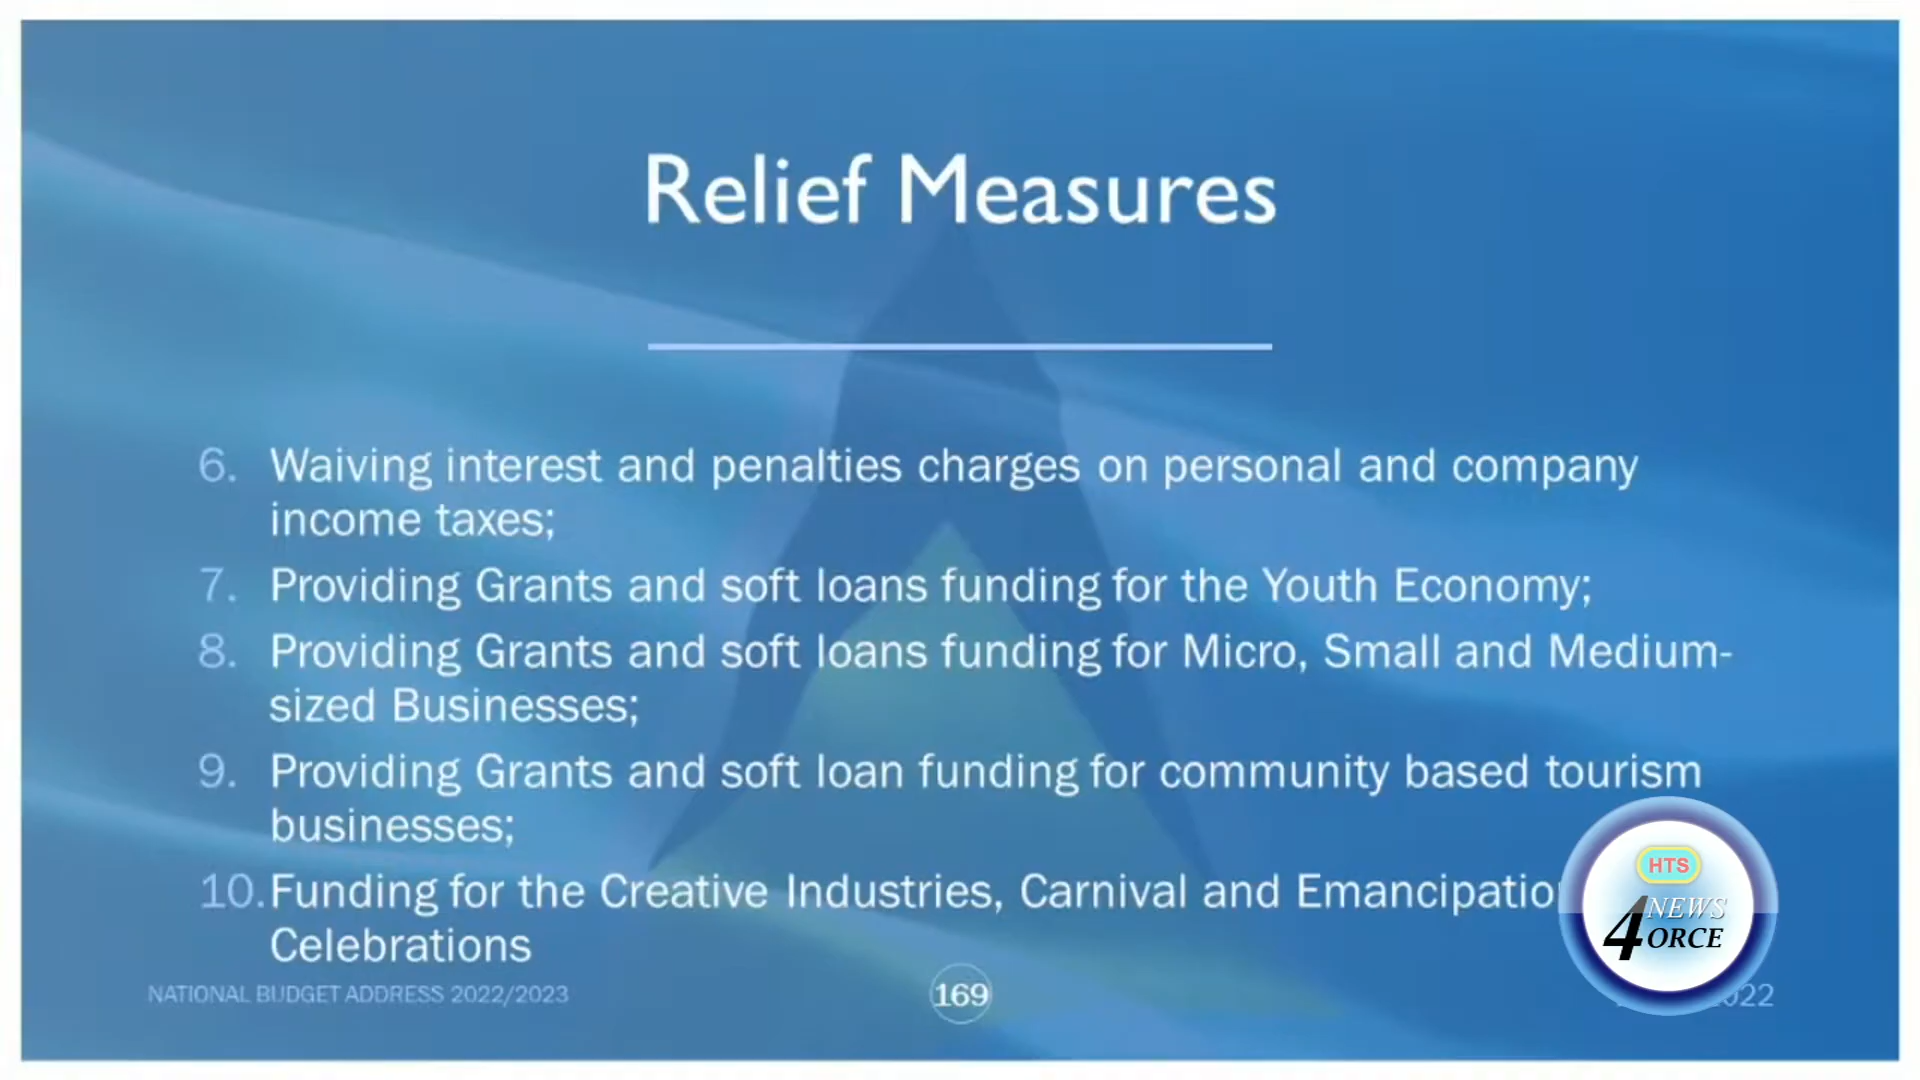 Relief Measures
6. Waiving interest and penalties charges on personal and company
income taxes;
7. Providing Grants and soft loans funding for the Youth Economy;
8. Providing Grants and soft loans funding for Micro, Small and Medium-
sized Businesses;
9. Providing Grants and soft loan funding for community based tourism
businesses;
10. Funding for the Creative Industries, Carnival and
Celebrations
HTS
NEWS
4ORCE
NATIONAL BUDGET ADDRESS 2022/2023
169